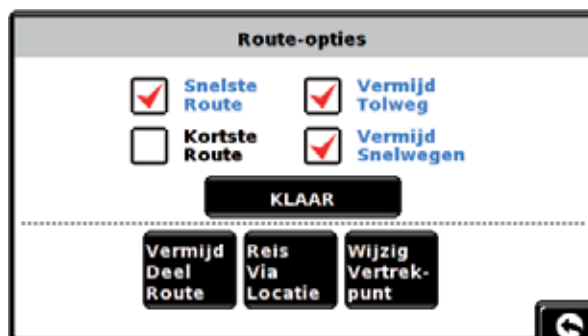 Route-opties
Snelste
Route
Vermijd
Tolweg
Kortste
Route
Vermijd
Snelwegen
KLAAR
Vermijd
Deel
Route
Reis
Via
Locatie
Wijzig
Vertrek-
punt